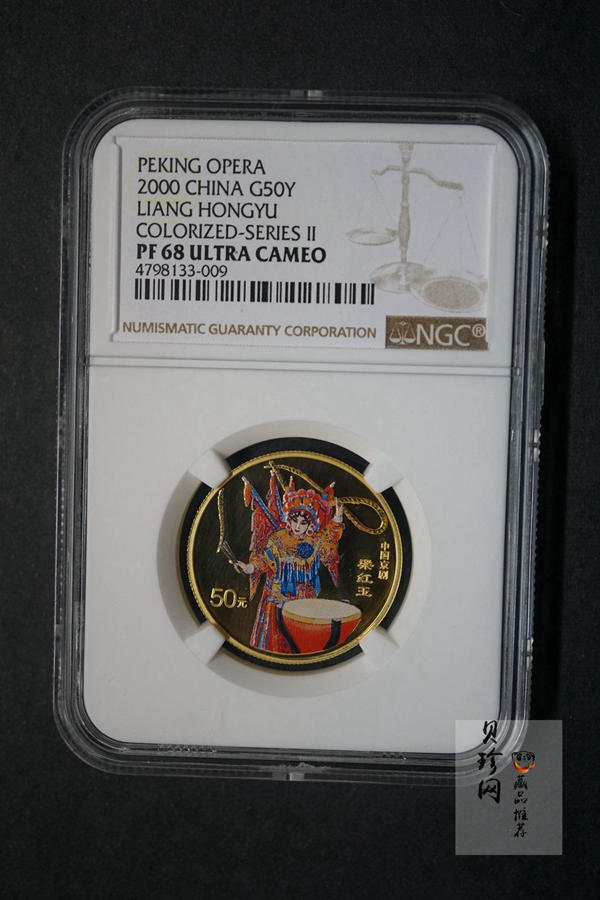 PEKING OPERA
2000 CHINA G50Y
LIANG HONGYU
COLORIZED-SERIES II
PF 68 ULTRA CAMEO
4798133-009
NUMISMATIC GUARANTY CORPORATION
NGC®
50元
中国京剧
梁红玉
贝珍网
藏品推荐